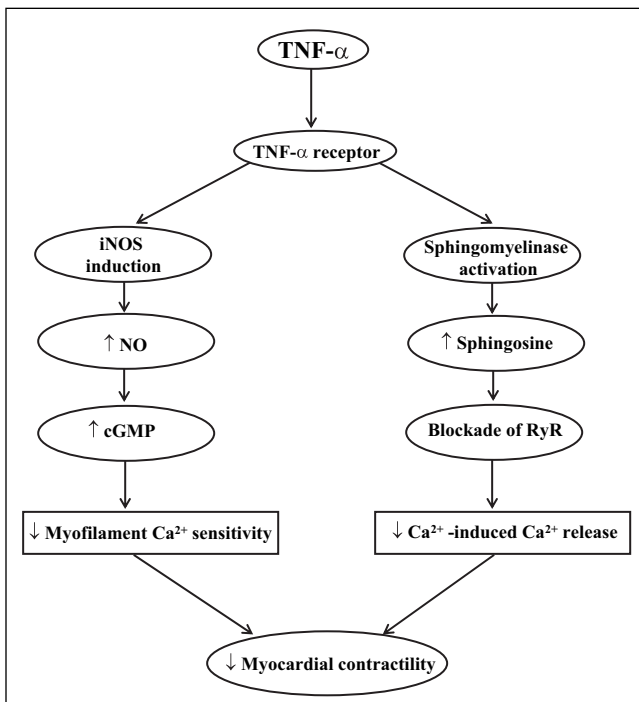 TNF-α
TNF-α receptor
iNOS
induction
Sphingomyelinase
activation
↑ NO
↑ Sphingosine
↑ cGMP
Blockade of RyR
↓ Myofilament Ca²⁺ sensitivity
↓ Ca²⁺ -induced Ca²⁺ release
↓ Myocardial contractility